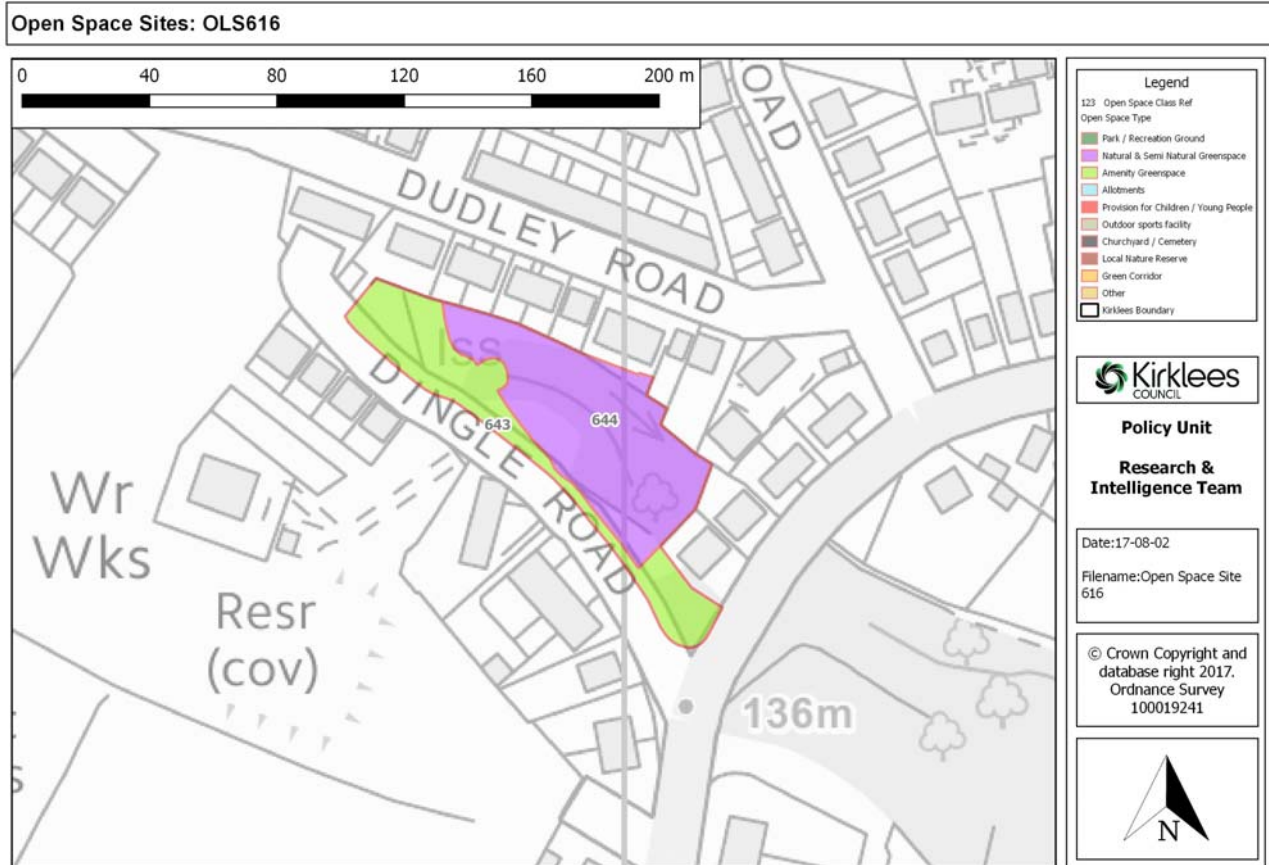 Open Space Sites: OLS616
0 40 80 120 160 200 m
OAD
DUDLEY ROAD
Iss
DINGLE ROAD
643
644
Wr
Wks
Resr
(cov)
136m
s
Legend
123 Open Space Class Ref
Open Space Type
Park / Recreation Ground
Natural & Semi Natural Greenspace
Amenity Greenspace
Allotments
Provision for Children / Young People
Outdoor sports facility
Churchyard / Cemetery
Local Nature Reserve
Green Corridor
Other
Kirklees Boundary
Kirklees
COUNCIL
Policy Unit
Research &
Intelligence Team
Date:17-08-02
Filename:Open Space Site
616
© Crown Copyright and
database right 2017.
Ordnance Survey
100019241
N